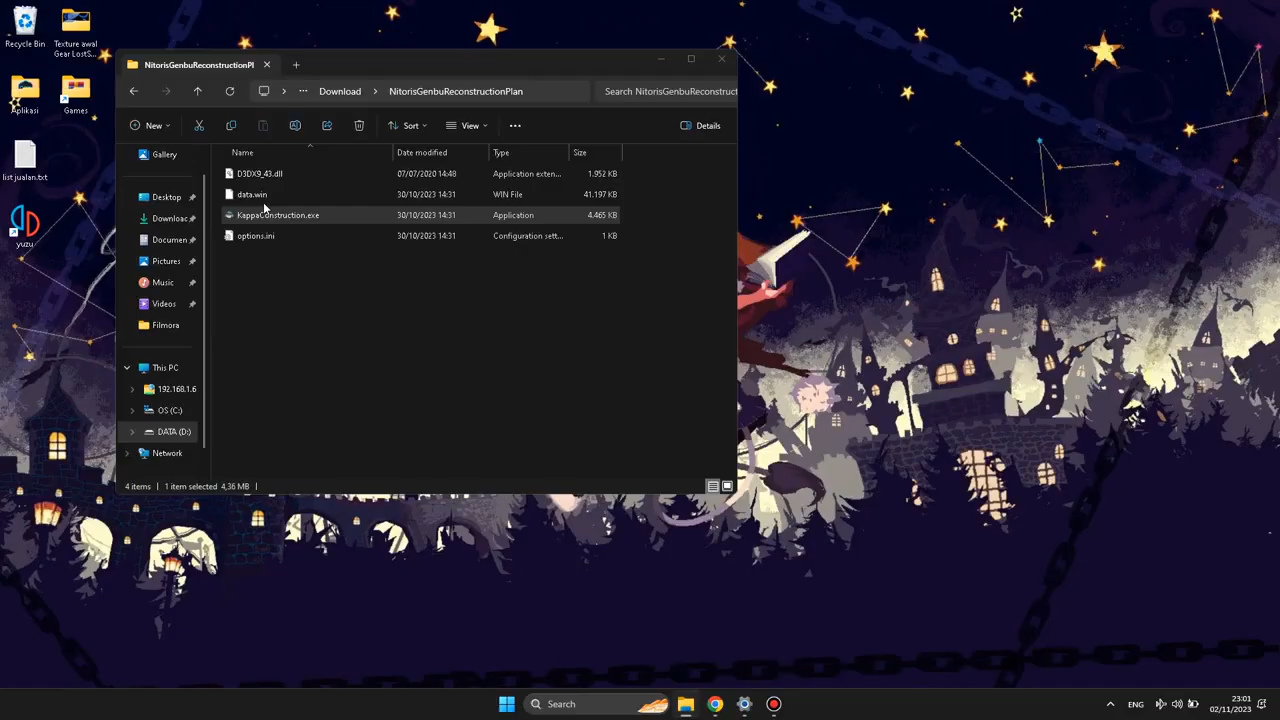 Recycle Bin
Texture awal
Gear LostS...
Aplikasi
Games
list jualan.txt
yuzu
NitorisGenbuReconstructionPl
Download
NitorisGenbuReconstructionPlan
Search NitorisGenbuReconstruct
New
Sort
View
Details
Gallery
Desktop
Downloac
Documen
Pictures
Music
Videos
Filmora
This PC
192.168.1.6
OS (C:)
DATA (D:)
Network
Name Date modified Type Size
D3DX9_43.dll 07/07/2020 14:48 Application exten... 1.952 KB
data.win 30/10/2023 14:31 WIN File 41.197 KB
KappaConstruction.exe 30/10/2023 14:31 Application 4.465 KB
options.ini 30/10/2023 14:31 Configuration sett... 1 KB
4 items 1 item selected 4,36 MB
Search
ENG
23:01
02/11/2023